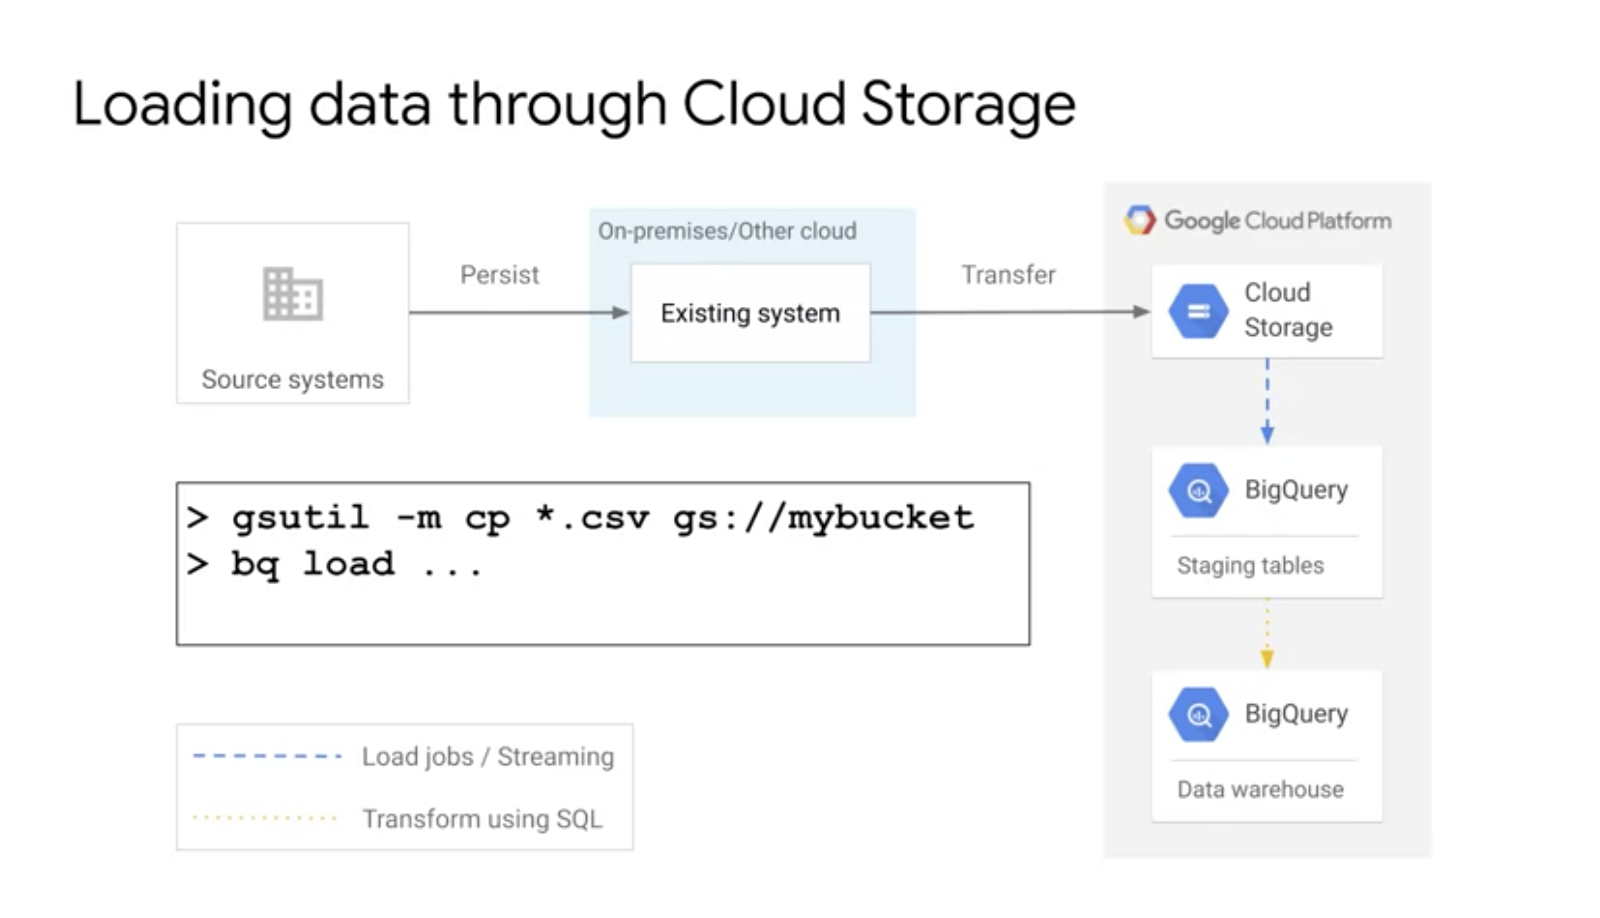 Loading data through Cloud Storage
Source systems
Persist
On-premises/Other cloud
Existing system
Transfer
Google Cloud Platform
Cloud
Storage
BigQuery
Staging tables
BigQuery
Data warehouse
> gsutil -m cp *.csv gs://mybucket
> bq load ...
Load jobs / Streaming
Transform using SQL